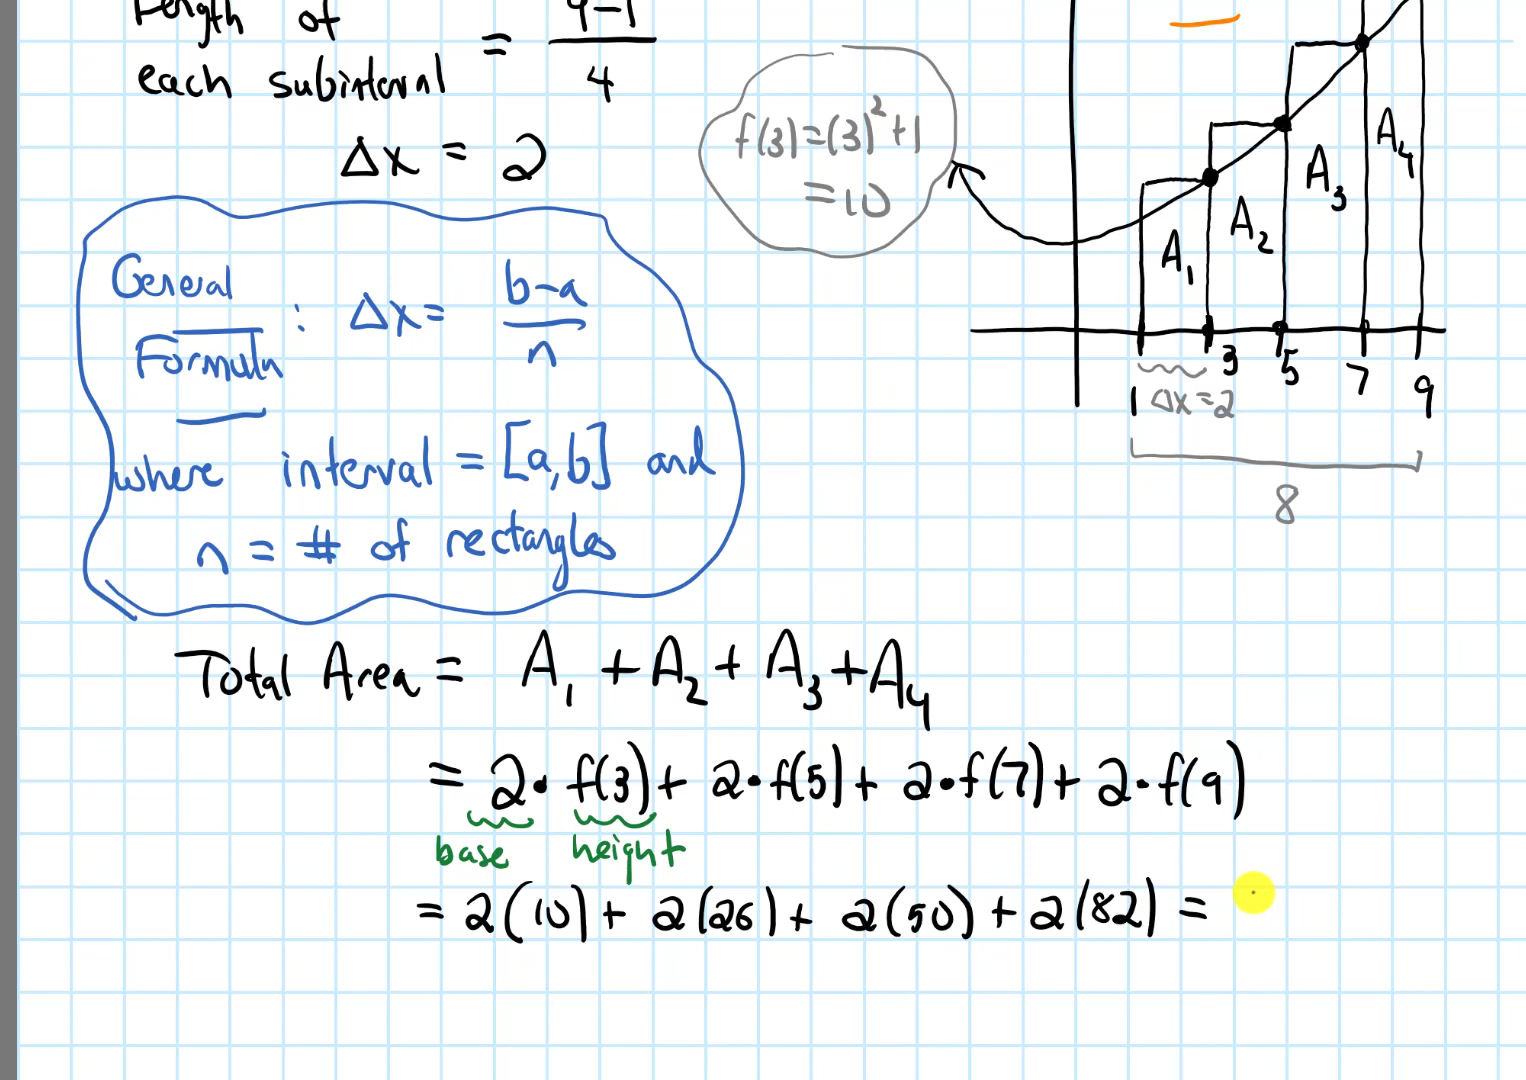 Length of
each subinterval = 9-1 / 4
Δx = 2
f(3)=(3)²+1
=10
A₁ A₂ A₃ A₄
1 3 5 7 9
Δx=2
8
General
Formula : Δx = b-a / n
where interval = [a,b] and
n = # of rectangles
Total Area = A₁ + A₂ + A₃ + A₄
= 2·f(3) + 2·f(5) + 2·f(7) + 2·f(9)
base height
= 2(10) + 2(26) + 2(50) + 2(82) =